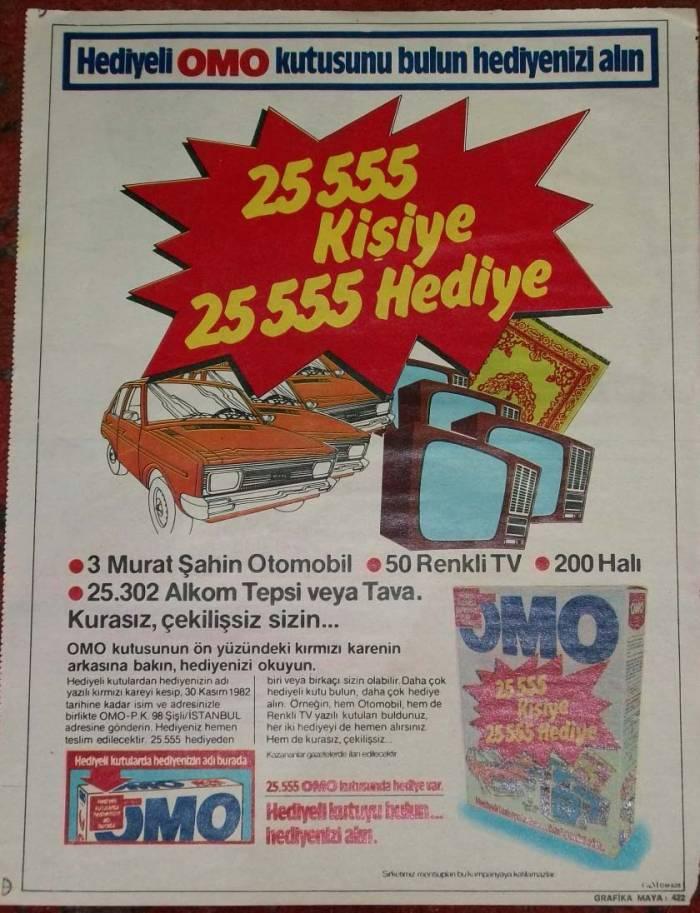 Hediyeli OMO kutusunu bulun hediyenizi alın
25 555
Kişiye
25 555 Hediye
• 3 Murat Şahin Otomobil • 50 Renkli TV • 200 Halı
• 25.302 Alkom Tepsi veya Tava.
Kurasız, çekilişsiz sizin...
OMO kutusunun ön yüzündeki kırmızı karenin
arkasına bakın, hediyenizi okuyun.
Hediyeli kutulardan hediyenizin adı
yazılı kırmızı kareyi kesip, 30 Kasım 1982
tarihine kadar isim ve adresinizle
birlikte OMO-P.K. 98 Şişli/İSTANBUL
adresine gönderin. Hediyeniz hemen
teslim edilecektir. 25.555 hediyeden
biri veya birkaçı sizin olabilir. Daha çok
hediyeli kutu bulun, daha çok hediye
alın. Örneğin, hem Otomobil, hem de
Renkli TV yazılı kutuları buldunuz,
her iki hediyeyi de hemen alırsınız.
Hem de kurasız, çekilişsiz...
Kazananlar gazetelerde ilan edilecektir.
Hediyeli kutularda hediyenizin adı burada
OMO
25.555 OMO kutusunda hediye var.
Hediyeli kutuyu bulun...
hediyenizi alın.
OMO
25 555
Kişiye
25 555 Hediye
Şirketimiz mensupları bu kampanyaya katılamazlar.
GRAFİKA MAYA: 422